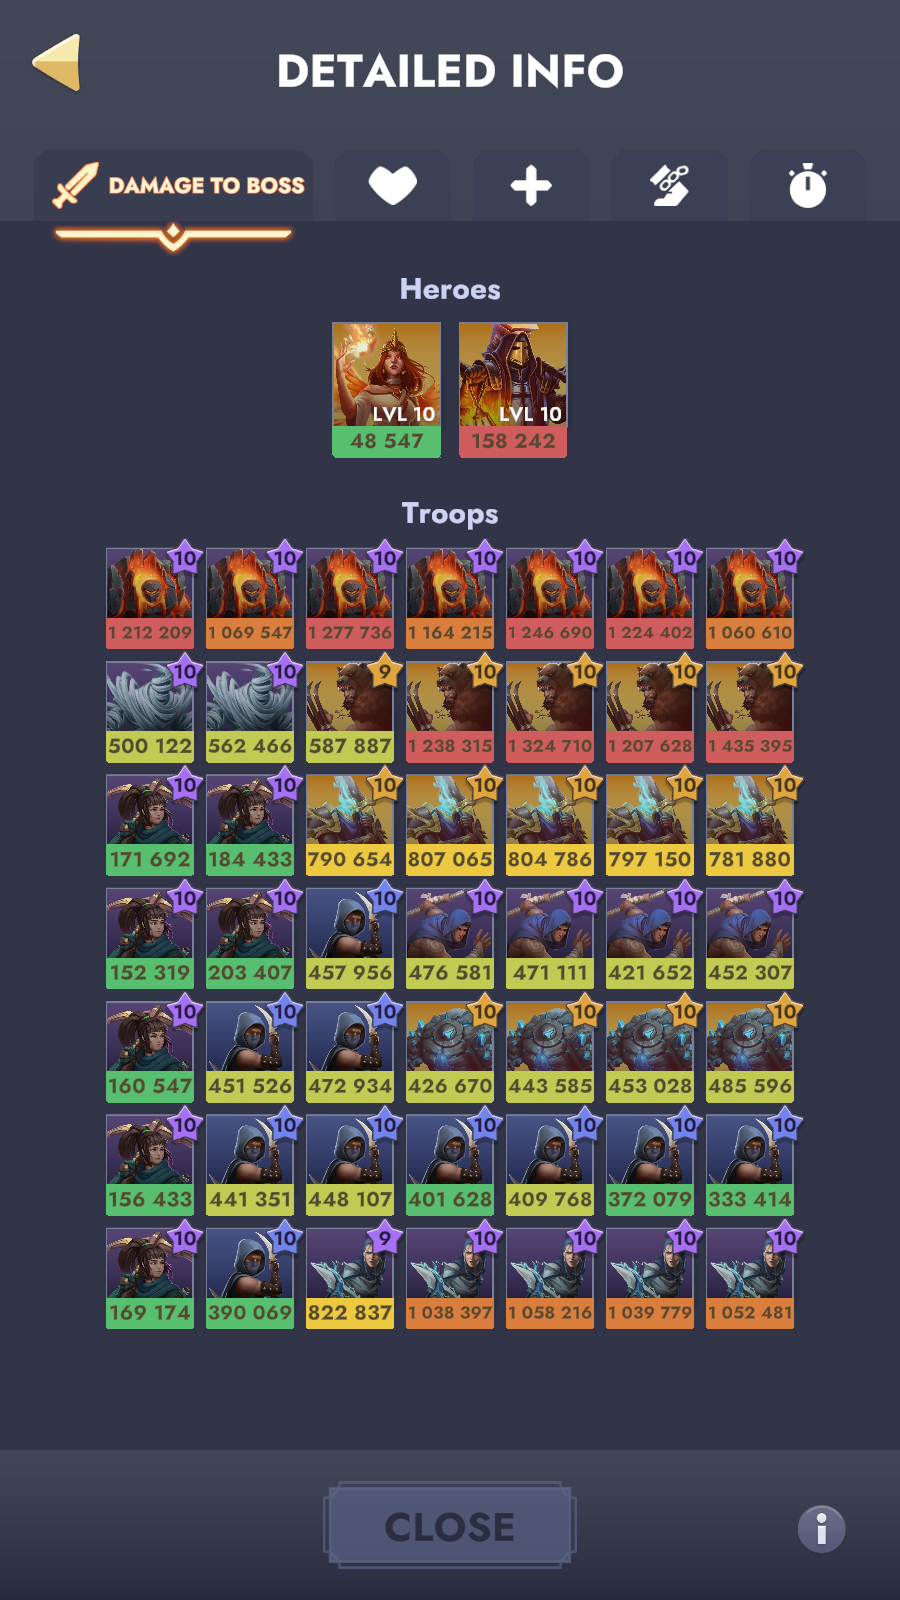 DETAILED INFO
DAMAGE TO BOSS
Heroes
LVL 10 LVL 10
48 547 158 242
Troops
10 10 10 10 10 10 10
1 212 209 1 069 547 1 277 736 1 164 215 1 246 690 1 224 402 1 060 610
10 10 9 10 10 10 10
500 122 562 466 587 887 1 238 315 1 324 710 1 207 628 1 435 395
10 10 10 10 10 10 10
171 692 184 433 790 654 807 065 804 786 797 150 781 880
10 10 10 10 10 10 10
152 319 203 407 457 956 476 581 471 111 421 652 452 307
10 10 10 10 10 10 10
160 547 451 526 472 934 426 670 443 585 453 028 485 596
10 10 10 10 10 10 10
156 433 441 351 448 107 401 628 409 768 372 079 333 414
10 10 9 10 10 10 10
169 174 390 069 822 837 1 038 397 1 058 216 1 039 779 1 052 481
CLOSE
i